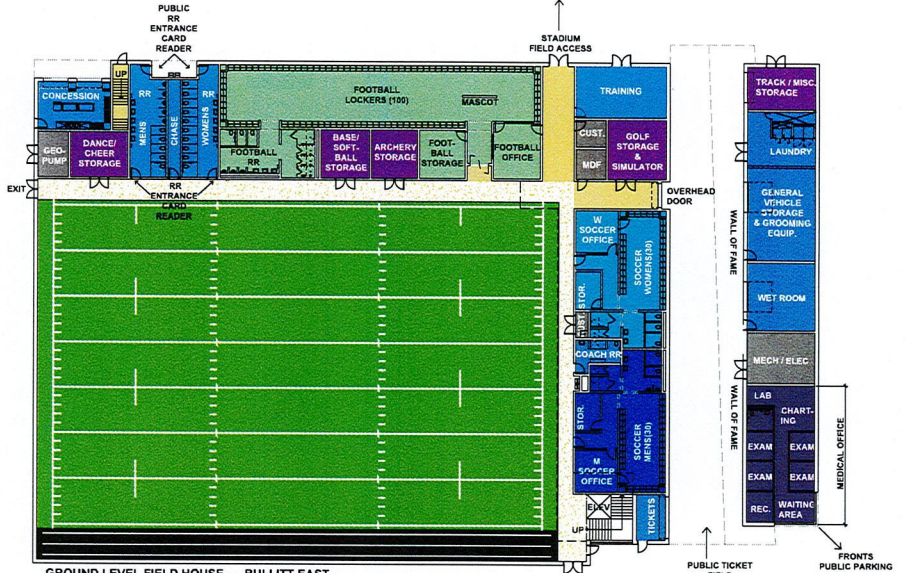 PUBLIC
RR
ENTRANCE
CARD
READER
STADIUM
FIELD ACCESS
UP
CONCESSION
RR
RR
RR
MENS
CHASE
WOMENS
FOOTBALL
LOCKERS (100)
MASCOT
TRAINING
TRACK / MISC.
STORAGE
GEO-
PUMP
DANCE/
CHEER
STORAGE
FOOTBALL
RR
BASE/
SOFT-
BALL
STORAGE
ARCHERY
STORAGE
FOOT-
BALL
STORAGE
FOOTBALL
OFFICE
CUST.
MDF
GOLF
STORAGE
&
SIMULATOR
LAUNDRY
EXIT
RR
ENTRANCE
CARD
READER
OVERHEAD
DOOR
GENERAL
VEHICLE
STORAGE
& GROOMING
EQUIP.
W
SOCCER
OFFICE
SOCCER
WOMENS(30)
WALL OF FAME
STOR.
WET ROOM
COACH RR
MECH / ELEC
STOR.
SOCCER
MENS(30)
WALL OF FAME
LAB
CHART-
ING
EXAM
EXAM
EXAM
EXAM
MEDICAL OFFICE
M
SOCCER
OFFICE
REC.
WAITING
AREA
ELEV
UP
TICKETS
GROUND LEVEL FIELD HOUSE BULLITT EAST
PUBLIC TICKET
FRONTS
PUBLIC PARKING